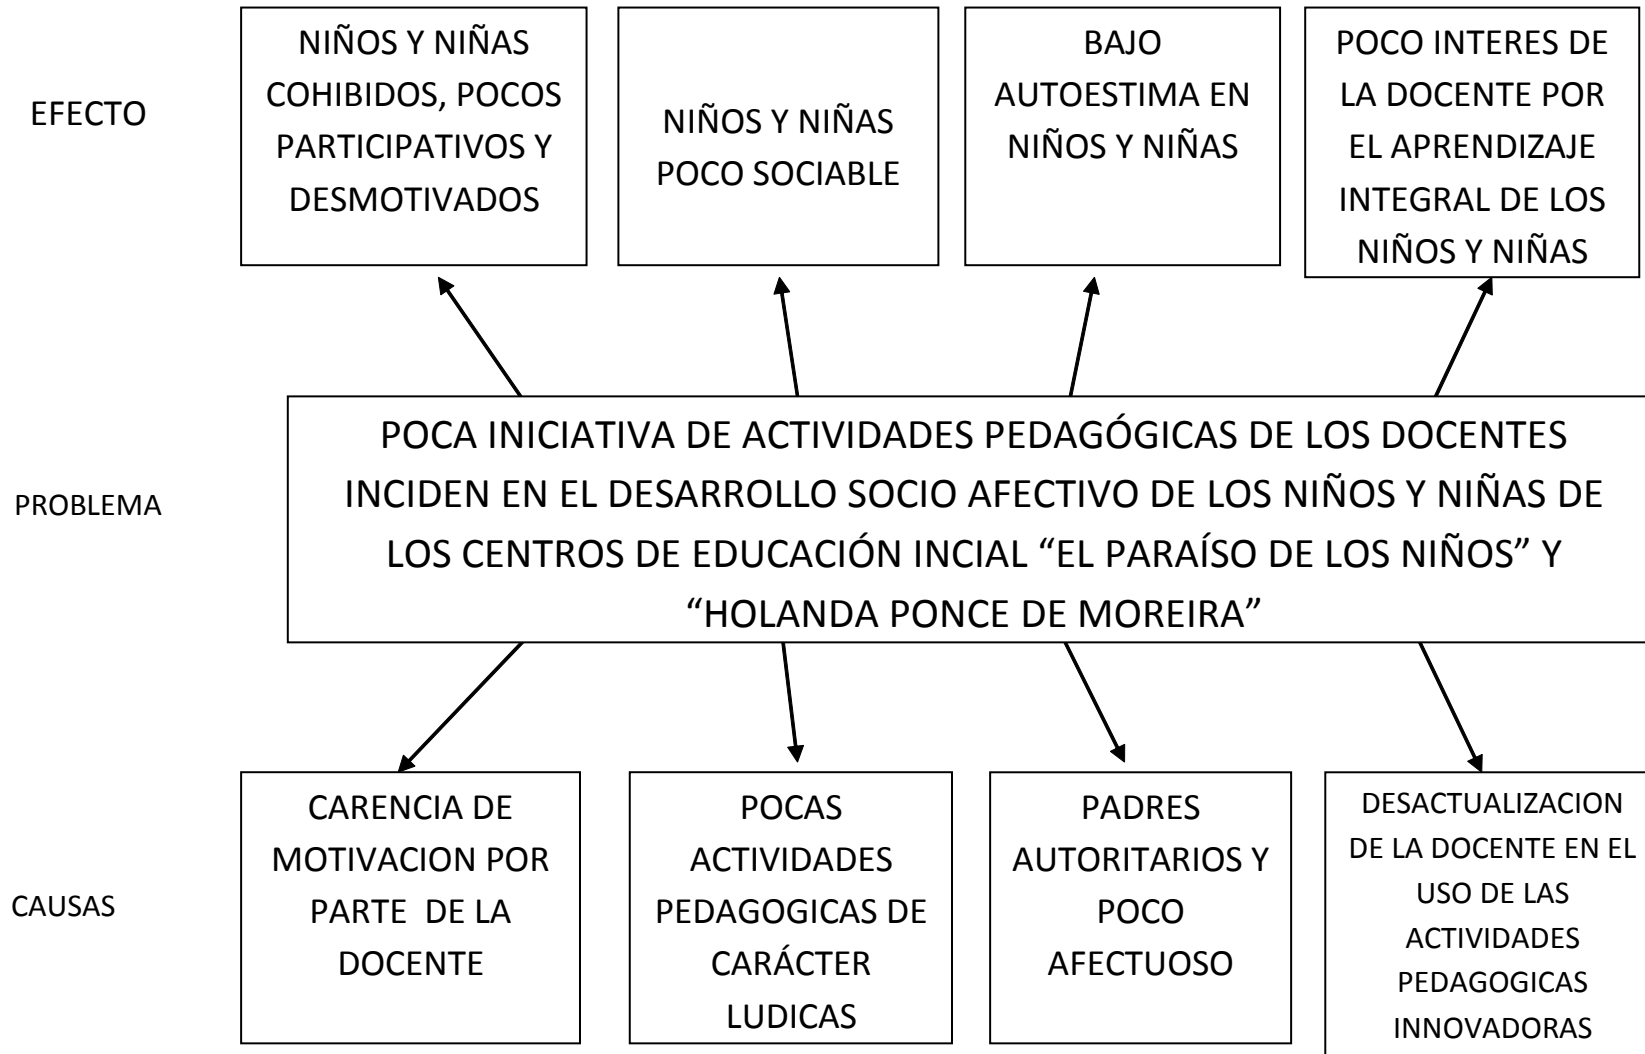 EFECTO
NIÑOS Y NIÑAS
COHIBIDOS, POCOS
PARTICIPATIVOS Y
DESMOTIVADOS
NIÑOS Y NIÑAS
POCO SOCIABLE
BAJO
AUTOESTIMA EN
NIÑOS Y NIÑAS
POCO INTERES DE
LA DOCENTE POR
EL APRENDIZAJE
INTEGRAL DE LOS
NIÑOS Y NIÑAS
PROBLEMA
POCA INICIATIVA DE ACTIVIDADES PEDAGÓGICAS DE LOS DOCENTES
INCIDEN EN EL DESARROLLO SOCIO AFECTIVO DE LOS NIÑOS Y NIÑAS DE
LOS CENTROS DE EDUCACIÓN INCIAL “EL PARAÍSO DE LOS NIÑOS” Y
“HOLANDA PONCE DE MOREIRA”
CAUSAS
CARENCIA DE
MOTIVACION POR
PARTE DE LA
DOCENTE
POCAS
ACTIVIDADES
PEDAGOGICAS DE
CARÁCTER
LUDICAS
PADRES
AUTORITARIOS Y
POCO
AFECTUOSO
DESACTUALIZACION
DE LA DOCENTE EN EL
USO DE LAS
ACTIVIDADES
PEDAGOGICAS
INNOVADORAS